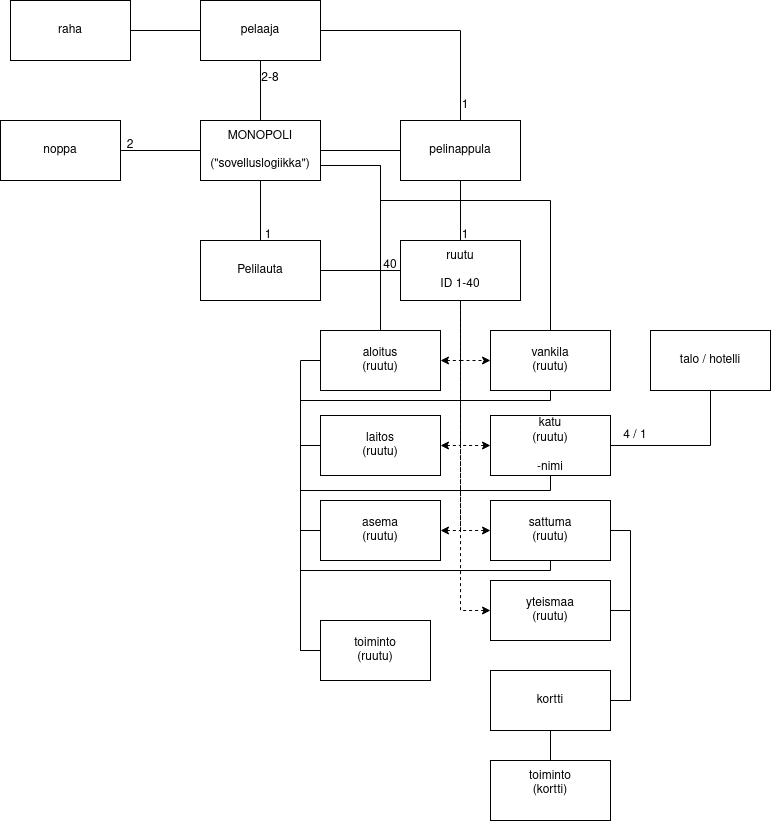 raha
pelaaja
2-8
1
noppa
2
MONOPOLI
("sovelluslogiikka")
pelinappula
1
1
Pelilauta
40
ruutu
ID 1-40
aloitus
(ruutu)
vankila
(ruutu)
talo / hotelli
laitos
(ruutu)
katu
(ruutu)
-nimi
4 / 1
asema
(ruutu)
sattuma
(ruutu)
yteismaa
(ruutu)
toiminto
(ruutu)
kortti
toiminto
(kortti)